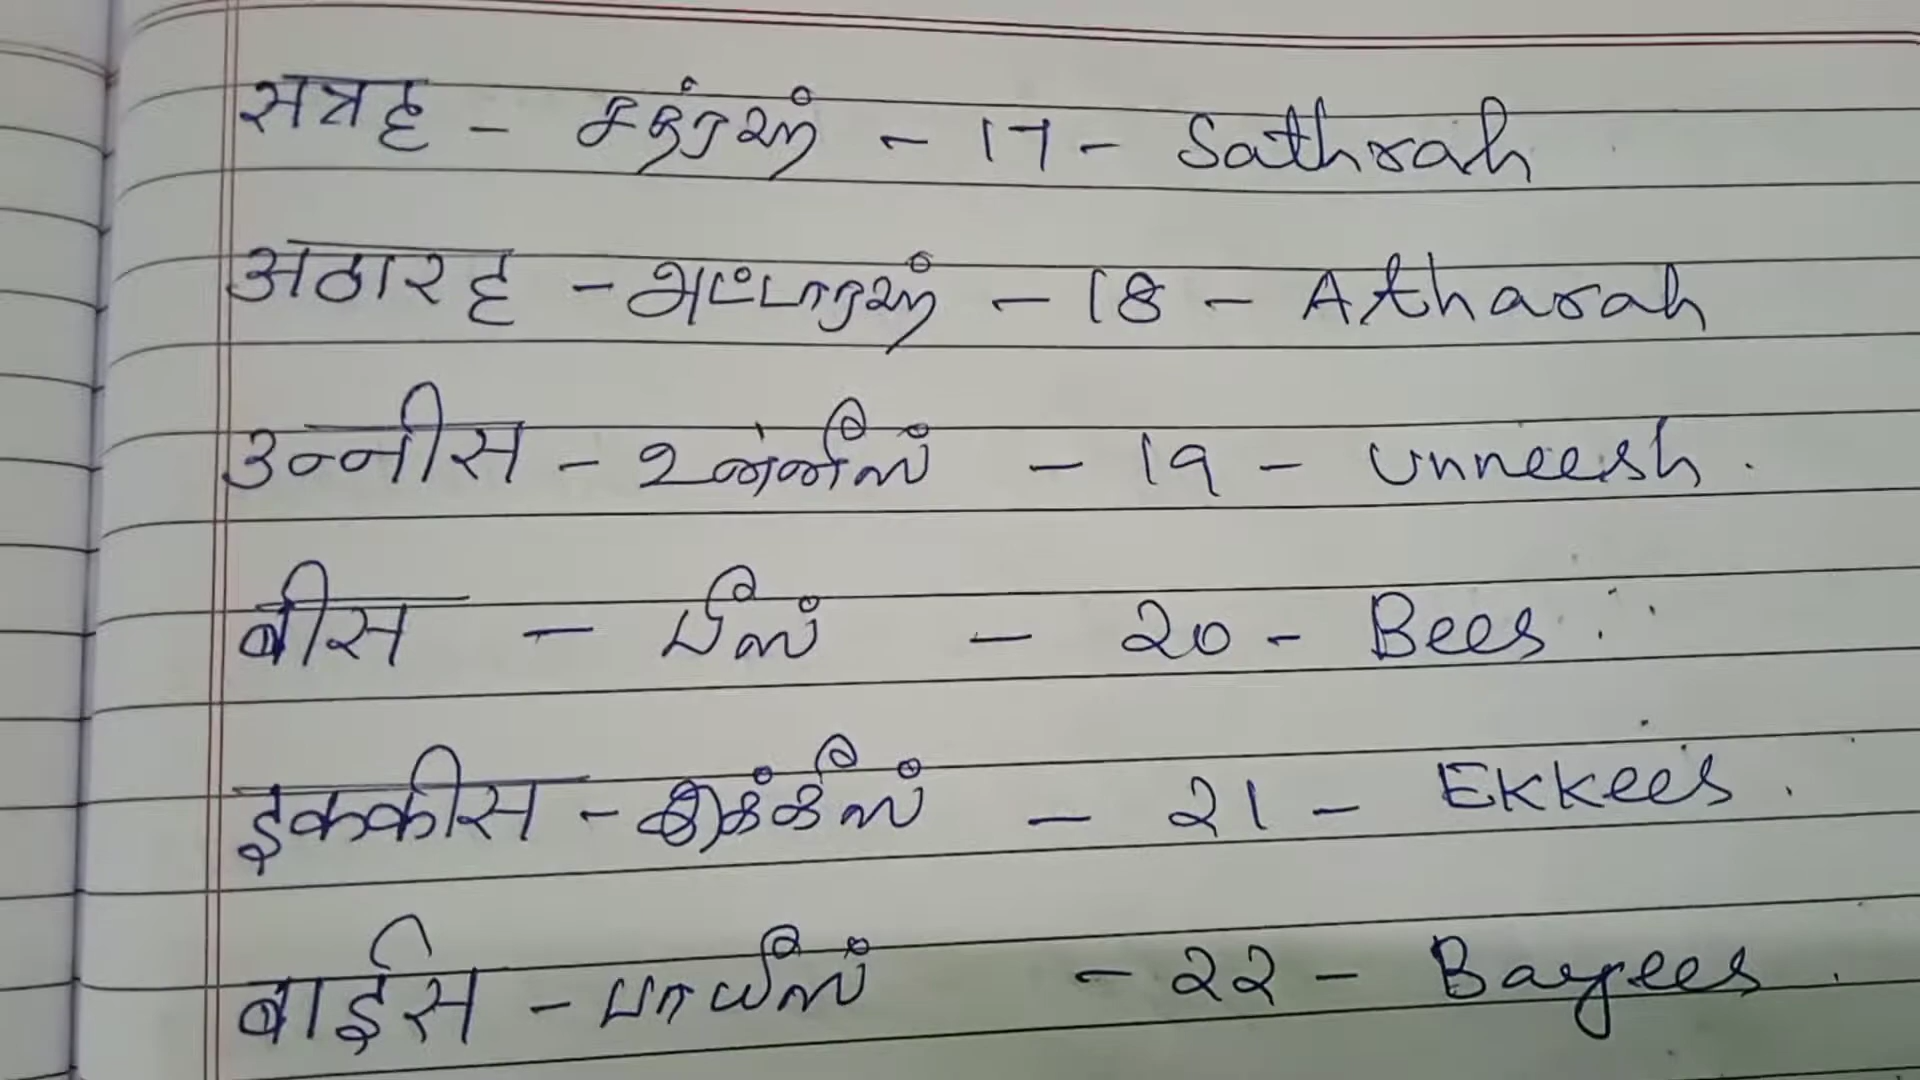 सत्रह - சத்ரஹ் - 17 - Sathrah
अठारह - அட்டாரஹ் - 18 - Atharah
उन्नीस - உன்னீஸ் - 19 - Unneesh.
बीस - பீஸ் - 20 - Bees
इककीस - இக்கீஸ் - 21 - Ekkees.
बाईस - பாயீஸ் - 22 - Bayees.